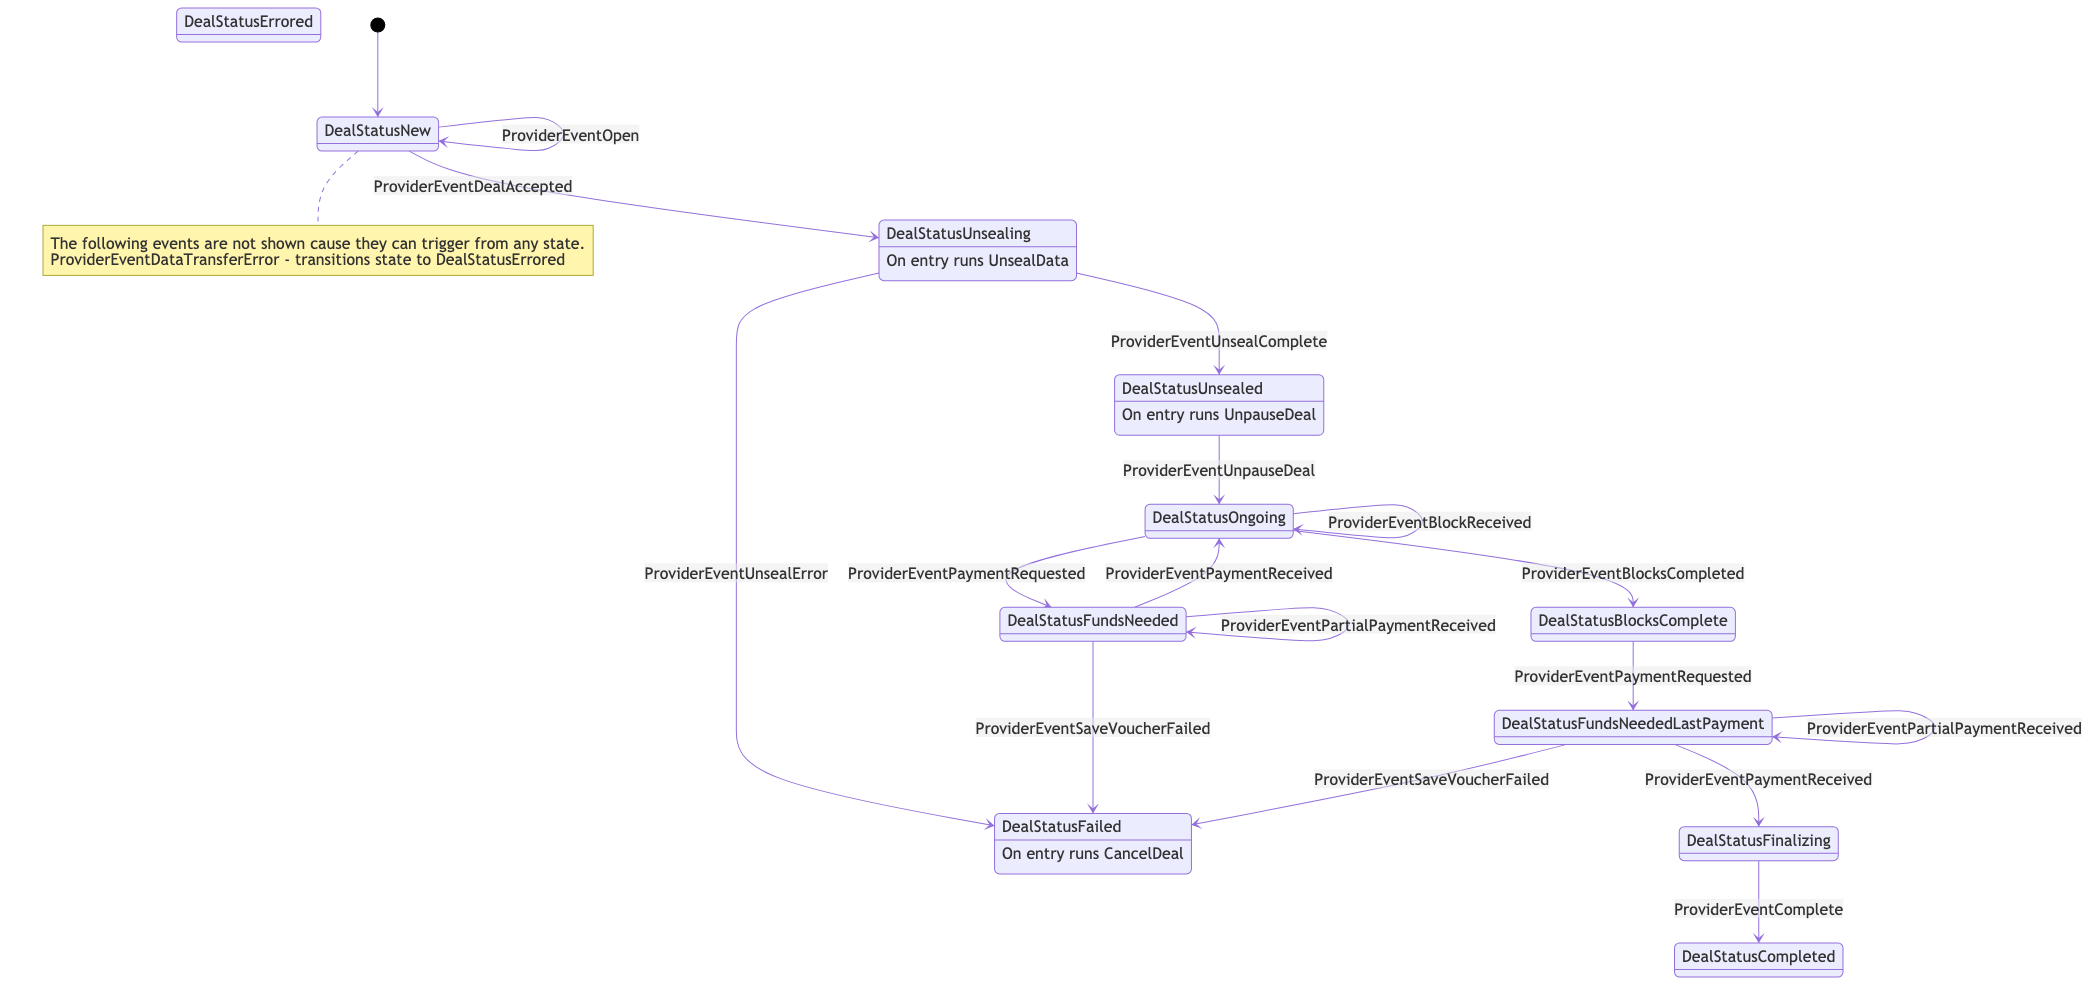 DealStatusErrored
DealStatusNew
ProviderEventOpen
ProviderEventDealAccepted
The following events are not shown cause they can trigger from any state.
ProviderEventDataTransferError - transitions state to DealStatusErrored
DealStatusUnsealing
On entry runs UnsealData
ProviderEventUnsealComplete
DealStatusUnsealed
On entry runs UnpauseDeal
ProviderEventUnpauseDeal
DealStatusOngoing
ProviderEventBlockReceived
ProviderEventUnsealError
ProviderEventPaymentRequested
ProviderEventPaymentReceived
ProviderEventBlocksCompleted
DealStatusFundsNeeded
ProviderEventPartialPaymentReceived
DealStatusBlocksComplete
ProviderEventPaymentRequested
ProviderEventSaveVoucherFailed
DealStatusFundsNeededLastPayment
ProviderEventPartialPaymentReceived
ProviderEventSaveVoucherFailed
ProviderEventPaymentReceived
DealStatusFailed
On entry runs CancelDeal
DealStatusFinalizing
ProviderEventComplete
DealStatusCompleted